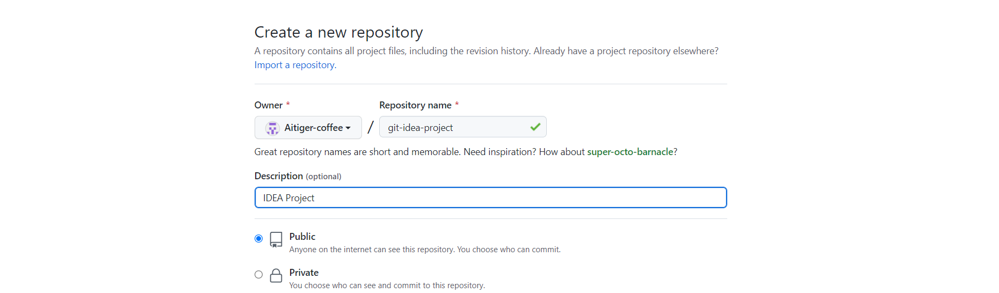 Create a new repository
A repository contains all project files, including the revision history. Already have a project repository elsewhere?
Import a repository.
Owner * Repository name *
Aitiger-coffee / git-idea-project
Great repository names are short and memorable. Need inspiration? How about super-octo-barnacle?
Description (optional)
IDEA Project
Public
Anyone on the internet can see this repository. You choose who can commit.
Private
You choose who can see and commit to this repository.